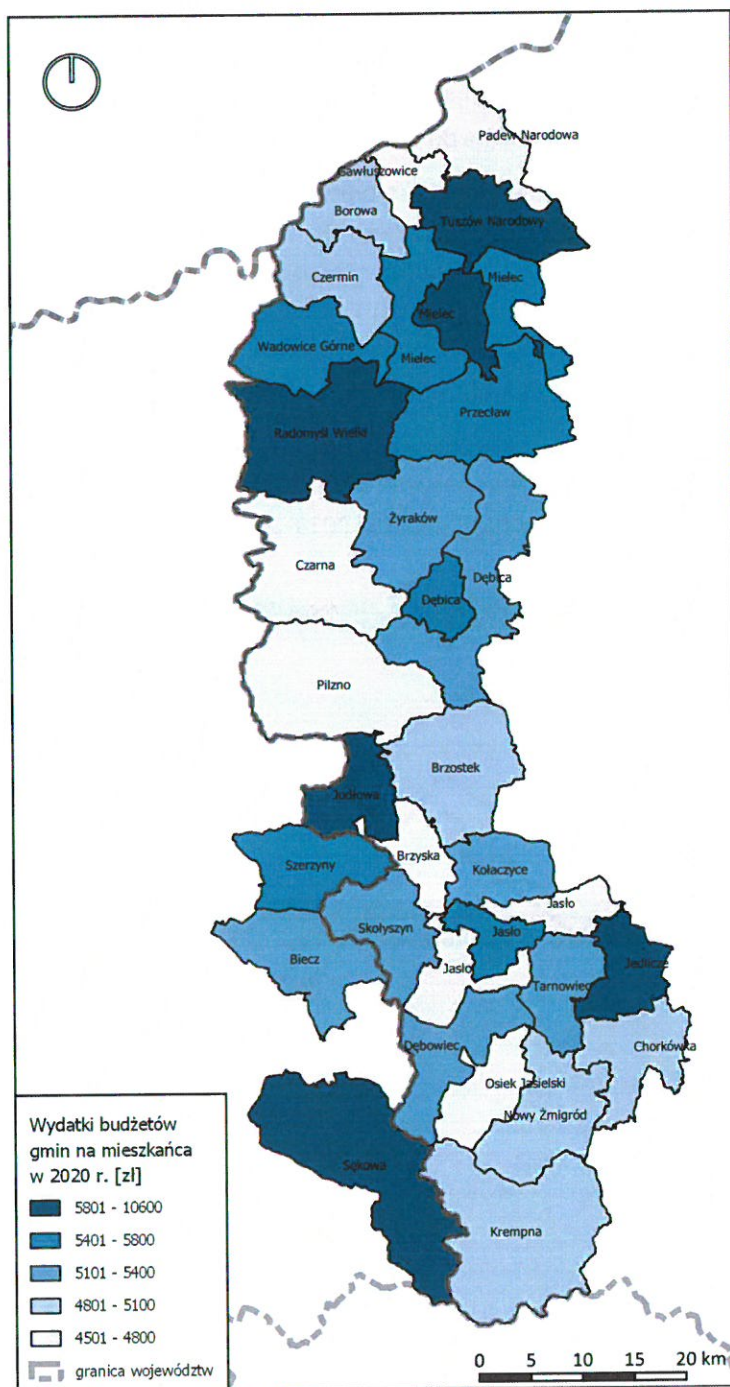 Padew Narodowa
Gawłuszowice
Borowa
Tuszów Narodowy
Czermin
Mielec
Mielec
Wadowice Górne
Mielec
Przecław
Radomyśl Wielki
Żyraków
Czarna
Dębica
Dębica
Pilzno
Brzostek
Jodłowa
Brzyska
Szerzyny
Kołaczyce
Jasło
Skołyszyn
Jasło
Biecz
Jasło
Jedlicze
Tarnowiec
Dębowiec
Chorkówka
Osiek Jasielski
Nowy Żmigród
Sękowa
Krempna
Wydatki budżetów
gmin na mieszkańca
w 2020 r. [zł]
5801 - 10600
5401 - 5800
5101 - 5400
4801 - 5100
4501 - 4800
granica województw
0 5 10 15 20 km